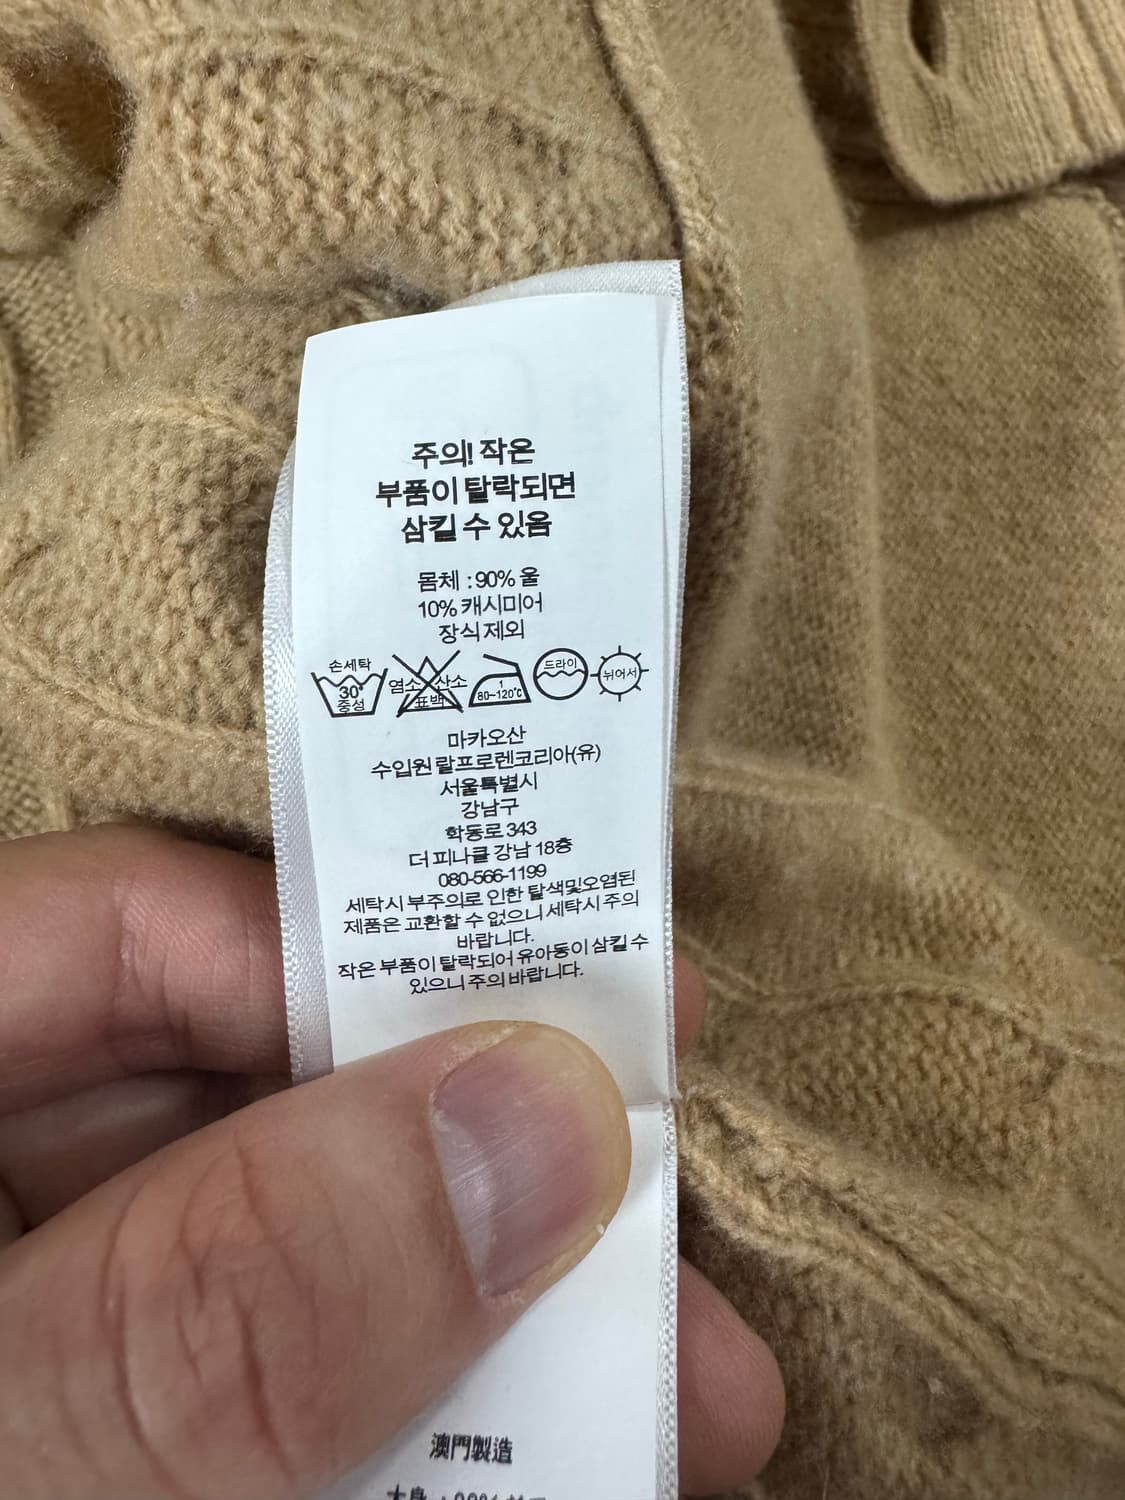 주의! 작은
부품이 탈락되면
삼킬 수 있음
몸체 : 90% 울
10% 캐시미어
장식 제외
손세탁
30°
중성
염소 산소
표백
1
80~120°C
드라이
뉘어서
마카오산
수입원 랄프로렌코리아(유)
서울특별시
강남구
학동로 343
더 피나클 강남 18층
080-566-1199
세탁시 부주의로 인한 탈색및오염된
제품은 교환할 수 없으니 세탁시 주의
바랍니다.
작은 부품이 탈락되어 유아동이 삼킬 수
있으니 주의 바랍니다.
澳門製造